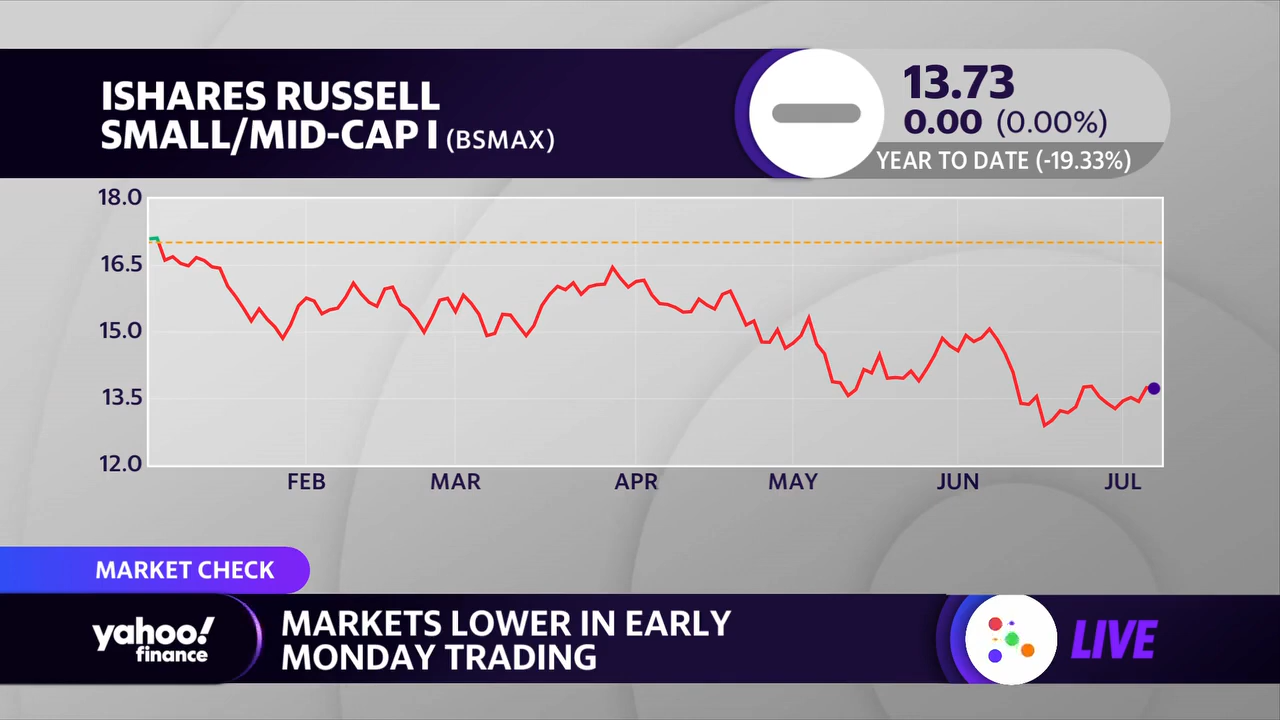 ISHARES RUSSELL
SMALL/MID-CAP I (BSMAX)
13.73
0.00 (0.00%)
YEAR TO DATE (-19.33%)
18.0
16.5
15.0
13.5
12.0
FEB MAR APR MAY JUN JUL
MARKET CHECK
yahoo!
finance
MARKETS LOWER IN EARLY
MONDAY TRADING
LIVE